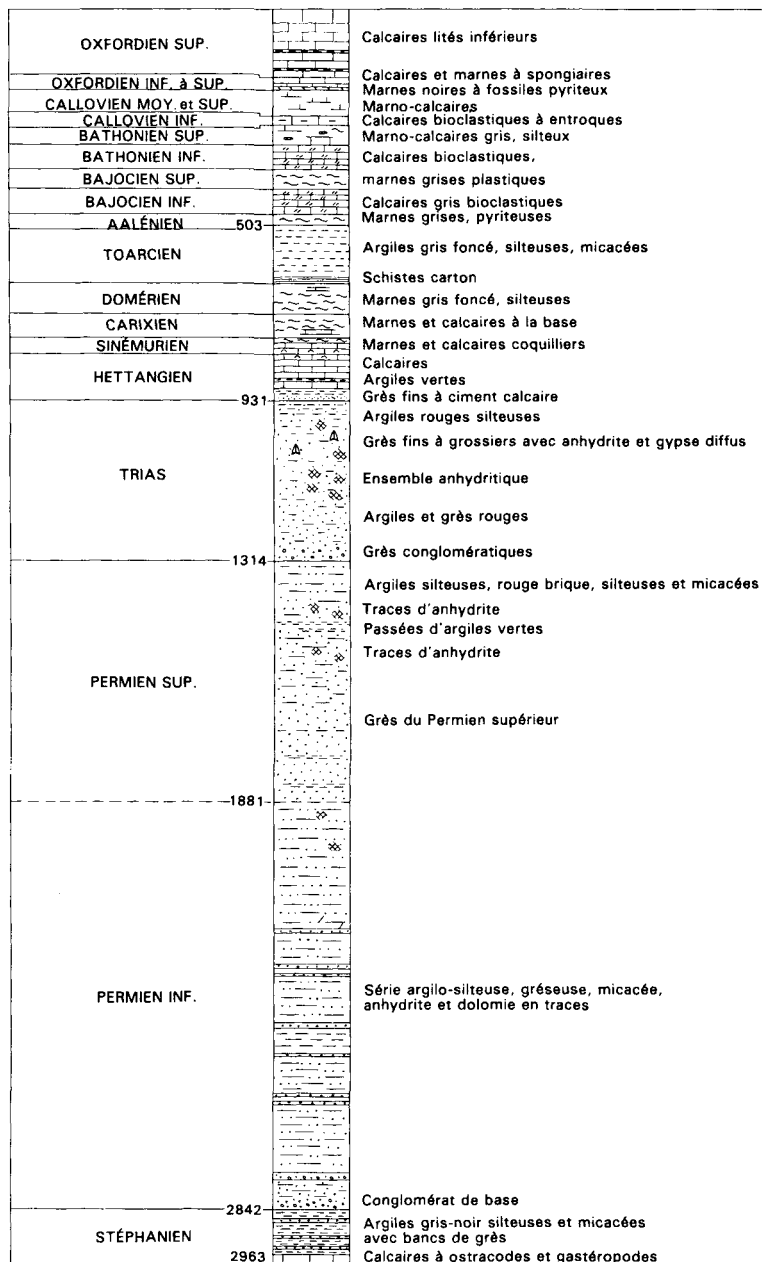 OXFORDIEN SUP.
Calcaires lités inférieurs
Calcaires et marnes à spongiaires
OXFORDIEN INF. à SUP.
Marnes noires à fossiles pyriteux
CALLOVIEN MOY. et SUP.
Marno-calcaires
CALLOVIEN INF.
Calcaires bioclastiques à entroques
BATHONIEN SUP.
Marno-calcaires gris, silteux
BATHONIEN INF.
Calcaires bioclastiques,
BAJOCIEN SUP.
marnes grises plastiques
BAJOCIEN INF.
Calcaires gris bioclastiques
Marnes grises, pyriteuses
AALÉNIEN 503
TOARCIEN
Argiles gris foncé, silteuses, micacées
Schistes carton
DOMÉRIEN
Marnes gris foncé, silteuses
CARIXIEN
Marnes et calcaires à la base
SINÉMURIEN
Marnes et calcaires coquilliers
Calcaires
HETTANGIEN
Argiles vertes
Grès fins à ciment calcaire
931
Argiles rouges silteuses
Grès fins à grossiers avec anhydrite et gypse diffus
TRIAS
Ensemble anhydritique
Argiles et grès rouges
Grès conglomératiques
1314
Argiles silteuses, rouge brique, silteuses et micacées
Traces d'anhydrite
Passées d'argiles vertes
Traces d'anhydrite
PERMIEN SUP.
Grès du Permien supérieur
1881
PERMIEN INF.
Série argilo-silteuse, gréseuse, micacée,
anhydrite et dolomie en traces
Conglomérat de base
2842
STÉPHANIEN
Argiles gris-noir silteuses et micacées
avec bancs de grès
2963
Calcaires à ostracodes et gastéropodes